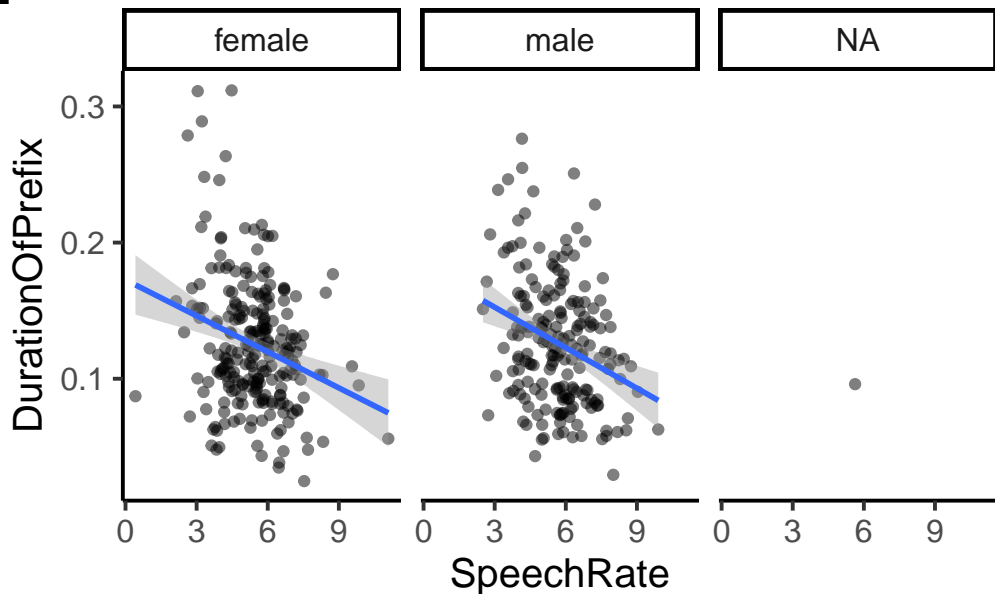 female male NA
0.3
0.2
0.1
DurationOfPrefix
0 3 6 9 0 3 6 9 0 3 6 9
SpeechRate